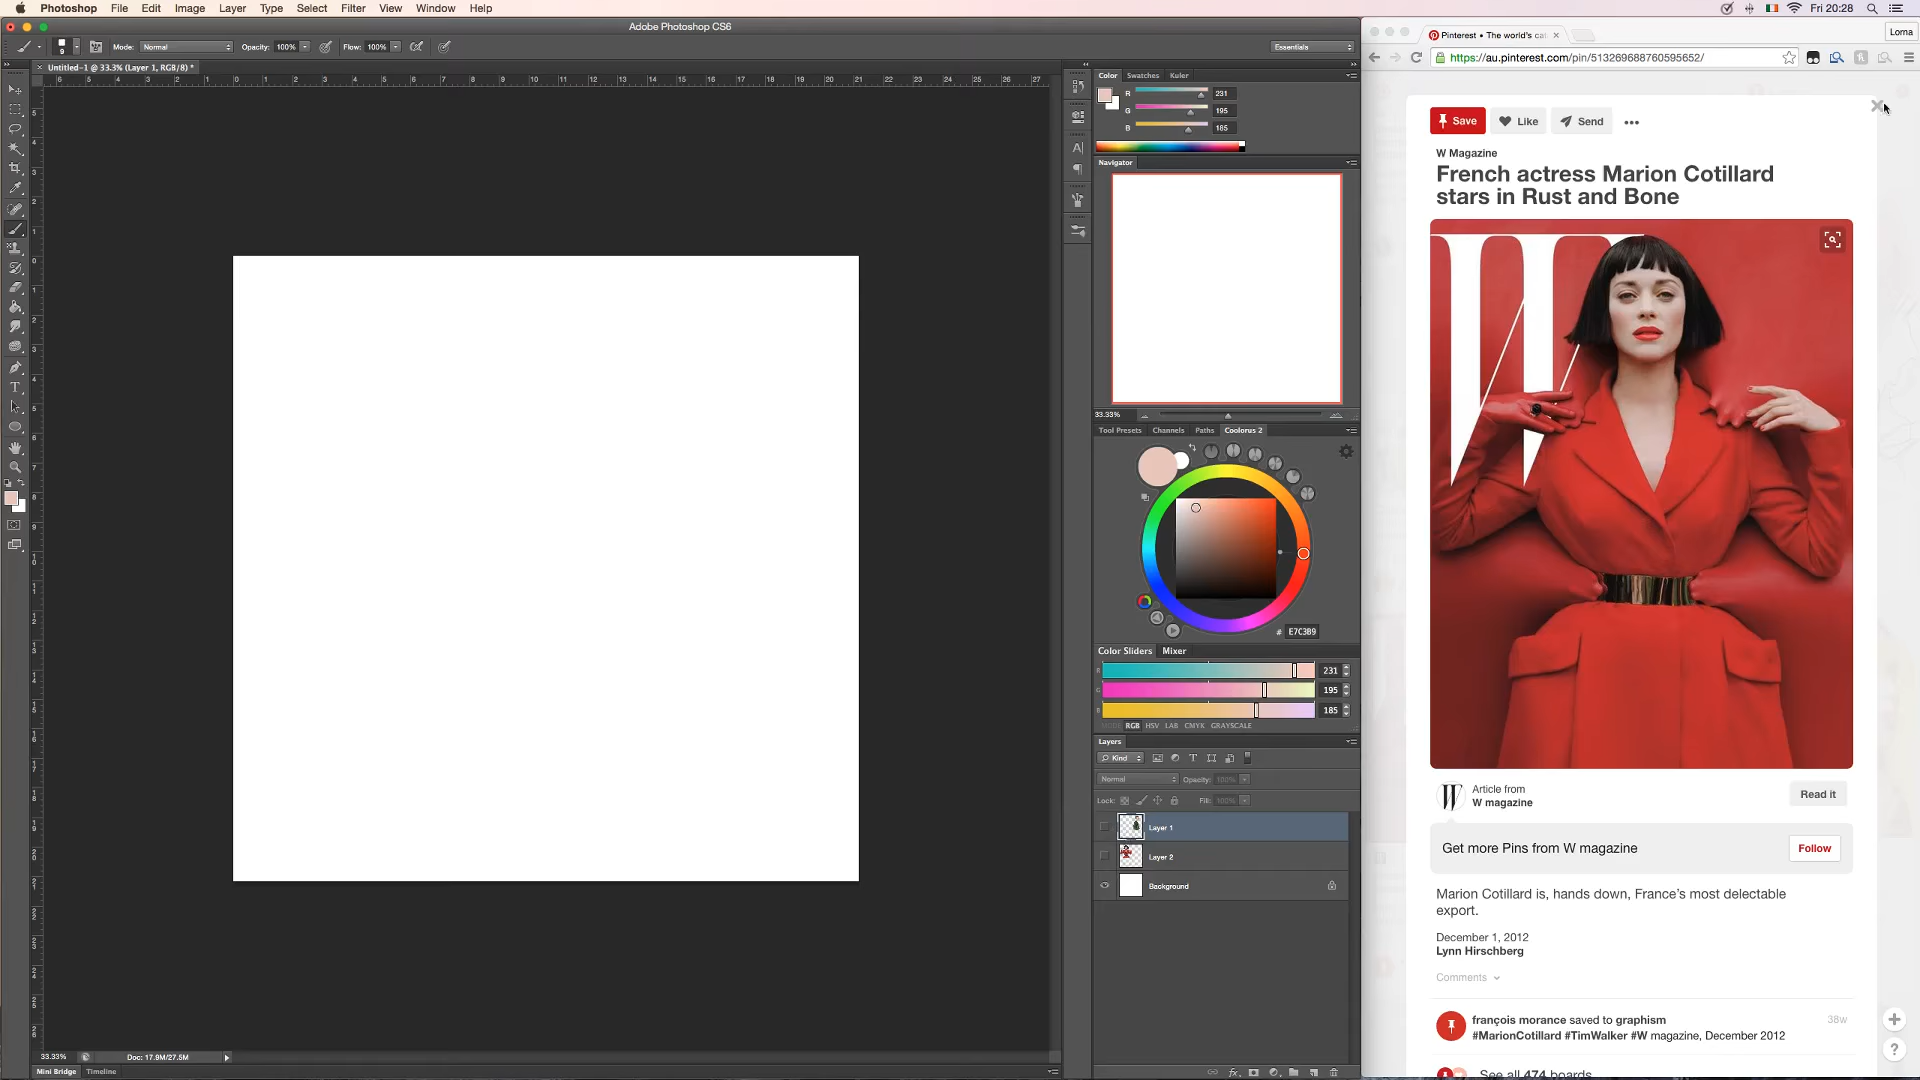 Photoshop File Edit Image Layer Type Select Filter View Window Help
Fri 20:28
Adobe Photoshop CS6
Mode: Normal Opacity: 100% Flow: 100%
Essentials
Untitled-1 @ 33.3% (Layer 1, RGB/8) *
Color Swatches Kuler
R 231
G 195
B 185
Navigator
33.33%
Tool Presets Channels Paths Coolorus 2
# E7C3B9
Color Sliders Mixer
231
195
185
RGB HSV LAB CMYK GRAYSCALE
Layers
Kind
Normal Opacity: 100%
Lock: Fill: 100%
Layer 1
Layer 2
Background
33.33% Doc: 17.9M/27.5M
Mini Bridge Timeline
Pinterest • The world's cat
Lorna
https://au.pinterest.com/pin/513269688760595652/
Save Like Send
W Magazine
French actress Marion Cotillard
stars in Rust and Bone
W
Article from
W magazine
Read it
Get more Pins from W magazine
Follow
Marion Cotillard is, hands down, France's most delectable
export.
December 1, 2012
Lynn Hirschberg
Comments
françois morance saved to graphism
38w
#MarionCotillard #TimWalker #W magazine, December 2012
See all 474 boards